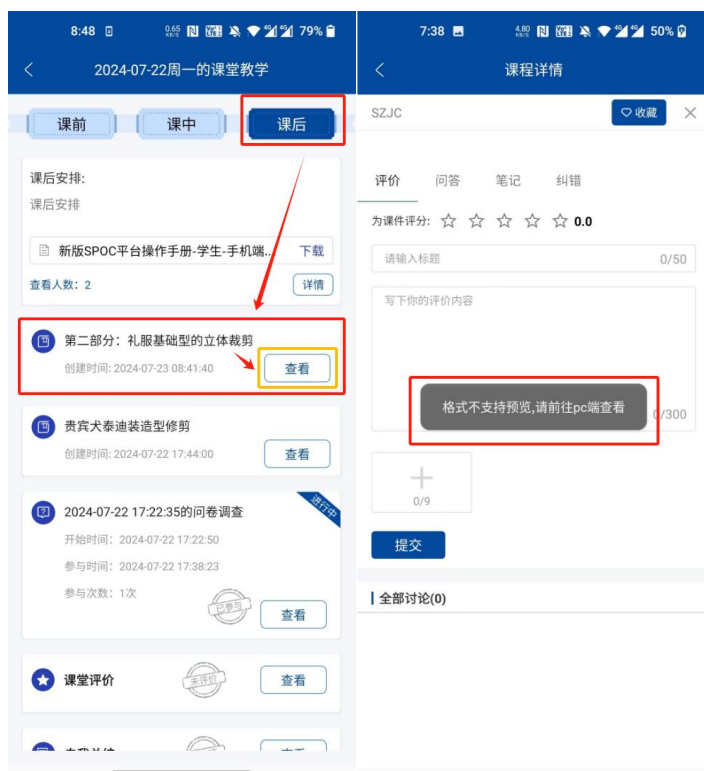 8:48 0.65 KB/S 79%
2024-07-22周一的课堂教学
课前 课中 课后
课后安排:
课后安排
新版SPOC平台操作手册-学生-手机端... 下载
查看人数：2 详情
第二部分：礼服基础型的立体裁剪
创建时间: 2024-07-23 08:41:40 查看
贵宾犬泰迪装造型修剪
创建时间: 2024-07-22 17:44:00 查看
进行中
2024-07-22 17:22:35的问卷调查
开始时间：2024-07-22 17:22:50
参与时间：2024-07-22 17:38:23
参与次数：1次 已参与 查看
课堂评价 未评价 查看
7:38 4.80 KB/S 50%
课程详情
SZJC 收藏
评价 问答 笔记 纠错
为课件评分: 0.0
请输入标题 0/50
写下你的评价内容
格式不支持预览,请前往pc端查看
0/300
0/9
提交
全部讨论(0)